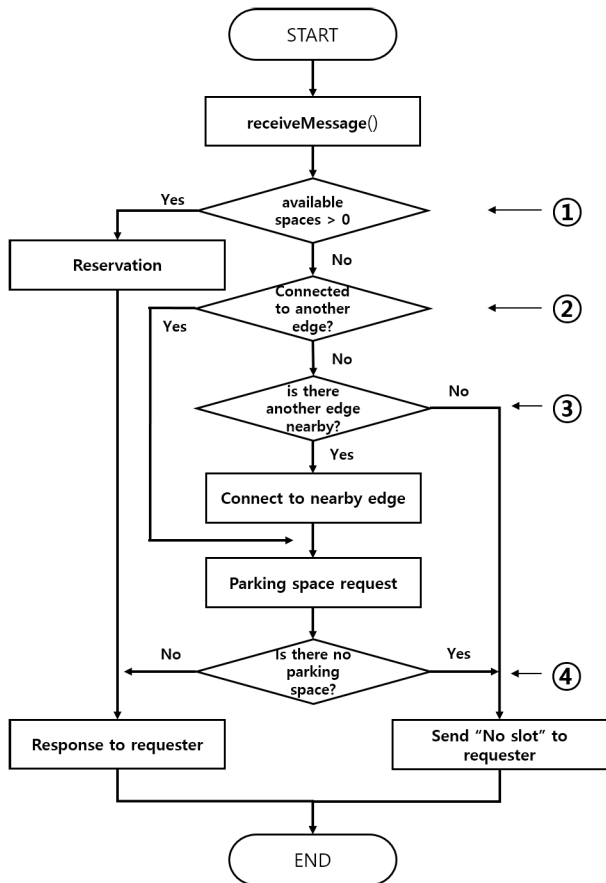 START
receiveMessage()
Yes
available
spaces > 0
①
Reservation
No
Connected
to another
edge?
②
Yes
No
is there
another edge
nearby?
No
③
Yes
Connect to nearby edge
Parking space request
No
Is there no
parking
space?
Yes
④
Response to requester
Send “No slot” to
requester
END